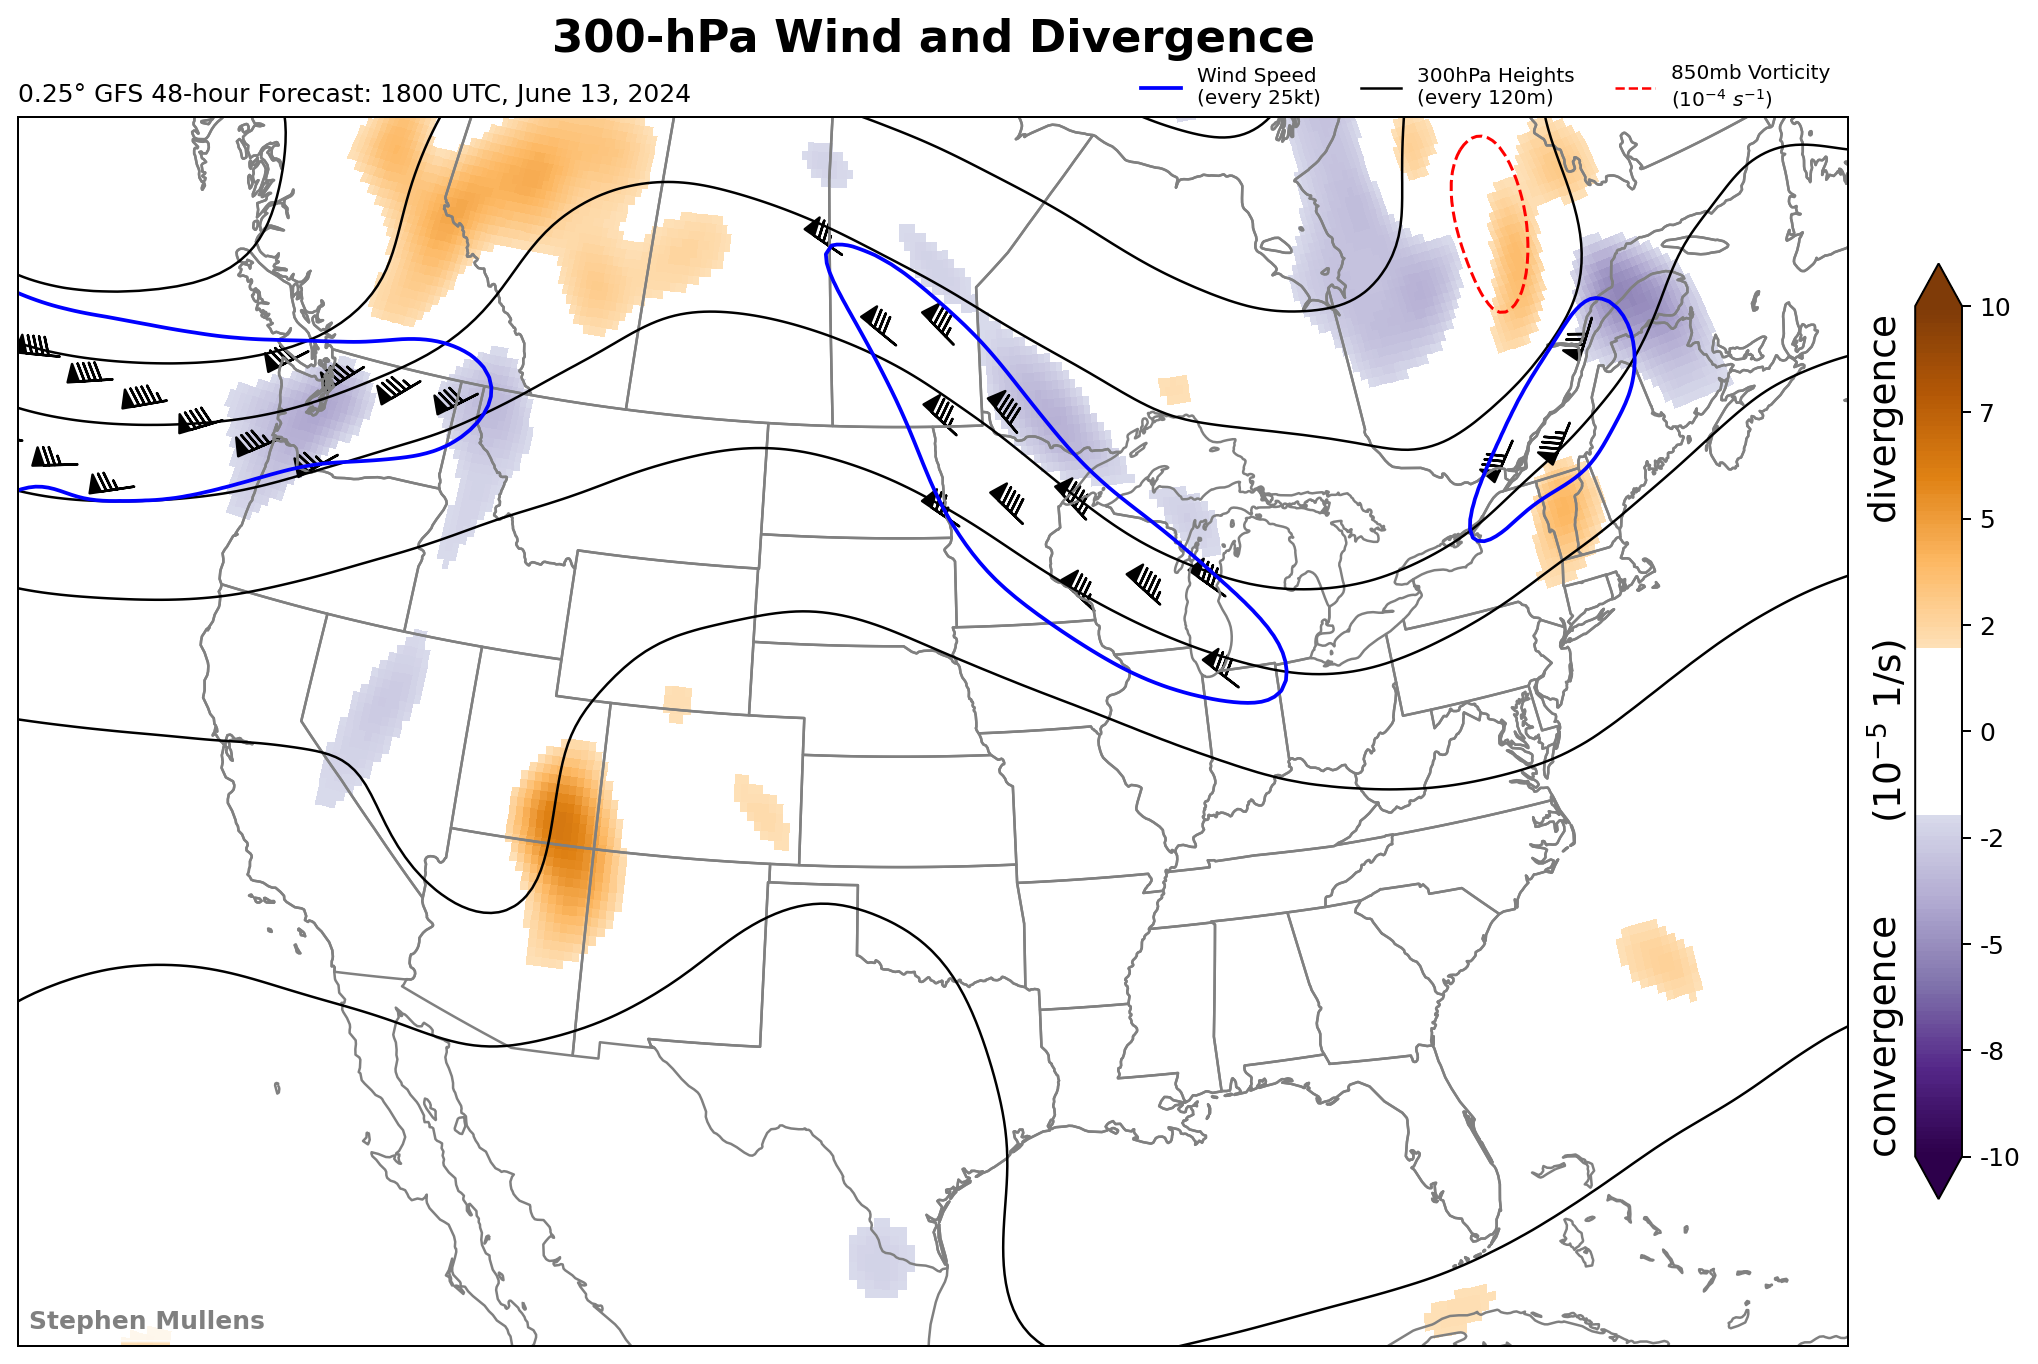 300-hPa Wind and Divergence
0.25° GFS 48-hour Forecast: 1800 UTC, June 13, 2024
Wind Speed
(every 25kt)
300hPa Heights
(every 120m)
850mb Vorticity
(10⁻⁴ s⁻¹)
10
7
5
2
0
-2
-5
-8
-10
convergence (10⁻⁵ 1/s) divergence
Stephen Mullens